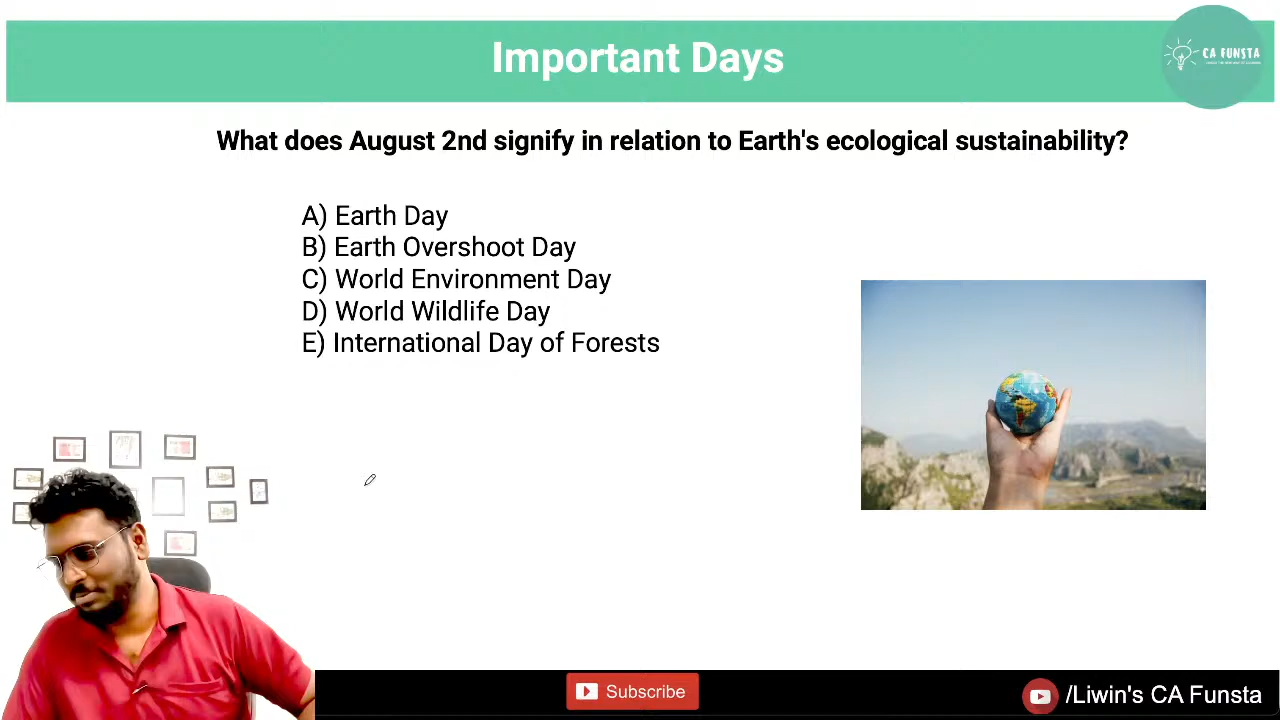 Important Days
CA FUNSTA
What does August 2nd signify in relation to Earth's ecological sustainability?
A) Earth Day
B) Earth Overshoot Day
C) World Environment Day
D) World Wildlife Day
E) International Day of Forests
Subscribe
/Liwin's CA Funsta